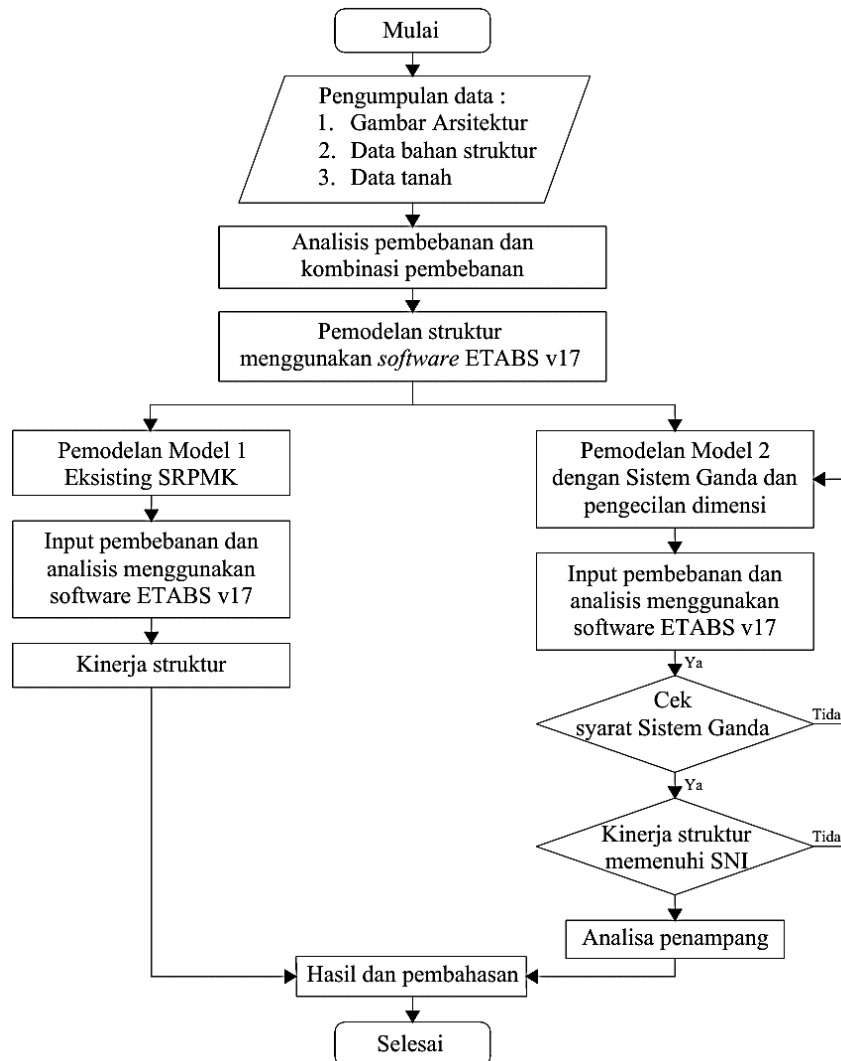 Mulai
Pengumpulan data :
1. Gambar Arsitektur
2. Data bahan struktur
3. Data tanah
Analisis pembebanan dan
kombinasi pembebanan
Pemodelan struktur
menggunakan software ETABS v17
Pemodelan Model 1
Eksisting SRPMK
Input pembebanan dan
analisis menggunakan
software ETABS v17
Kinerja struktur
Pemodelan Model 2
dengan Sistem Ganda dan
pengecilan dimensi
Input pembebanan dan
analisis menggunakan
software ETABS v17
Ya
Cek
syarat Sistem Ganda
Tida
Ya
Kinerja struktur
memenuhi SNI
Tida
Analisa penampang
Hasil dan pembahasan
Selesai